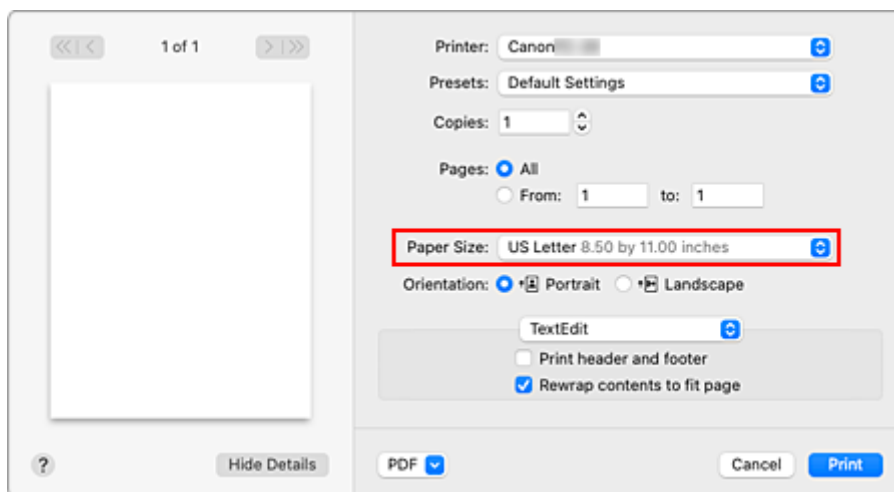 1 of 1
Printer: Canon
Presets: Default Settings
Copies: 1
Pages: All
From: 1 to: 1
Paper Size: US Letter 8.50 by 11.00 inches
Orientation: Portrait Landscape
TextEdit
Print header and footer
Rewrap contents to fit page
? Hide Details PDF Cancel Print